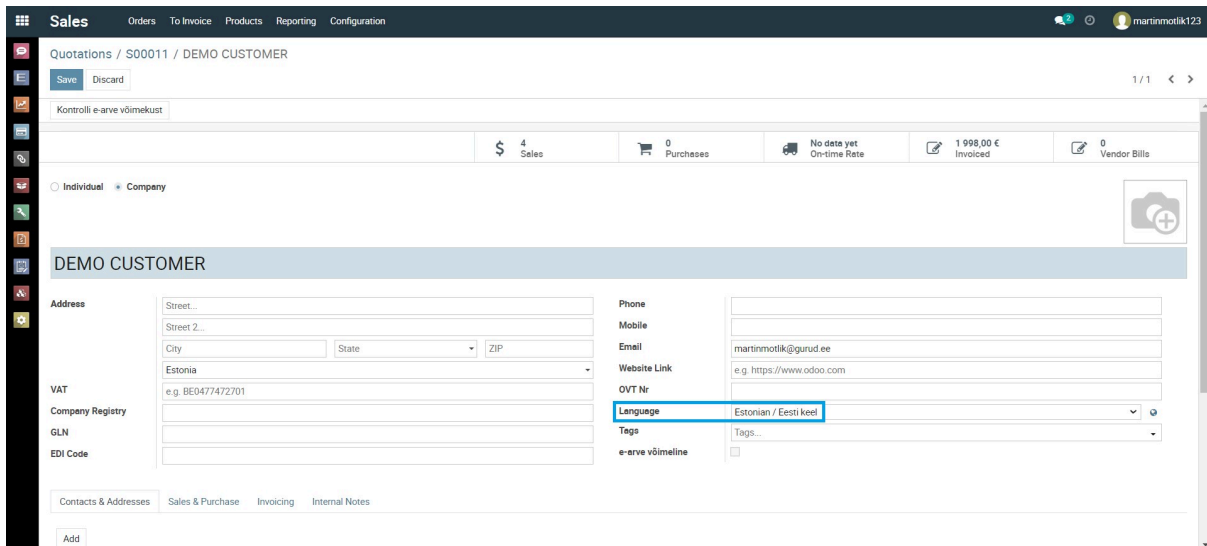 Sales Orders To Invoice Products Reporting Configuration 2 martinmotlik123
Quotations / S00011 / DEMO CUSTOMER
Save Discard 1 / 1
Kontrolli e-arve võimekust
4 0 No data yet 1 998,00 € 0
Sales Purchases On-time Rate Invoiced Vendor Bills
Individual Company
DEMO CUSTOMER
Address Street... Phone
Street 2... Mobile
City State ZIP Email martinmotlik@gurud.ee
Estonia Website Link e.g. https://www.odoo.com
VAT e.g. BE0477472701 OVT Nr
Company Registry Language Estonian / Eesti keel
GLN Tags Tags...
EDI Code e-arve võimeline
Contacts & Addresses Sales & Purchase Invoicing Internal Notes
Add